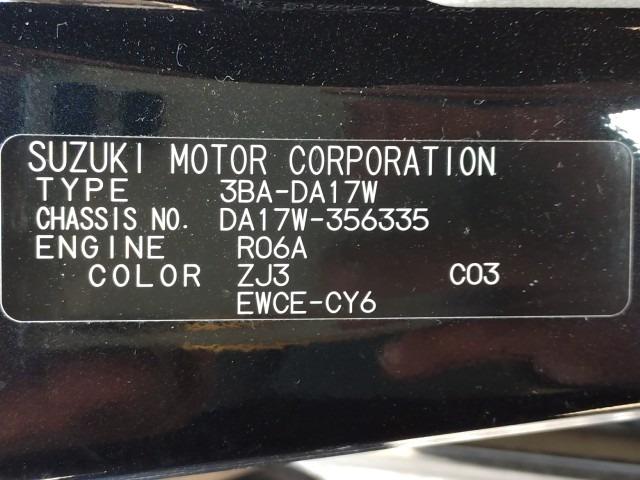 SUZUKI MOTOR CORPORATION
TYPE 3BA-DA17W
CHASSIS NO. DA17W-356335
ENGINE R06A
COLOR ZJ3 C03
EWCE-CY6